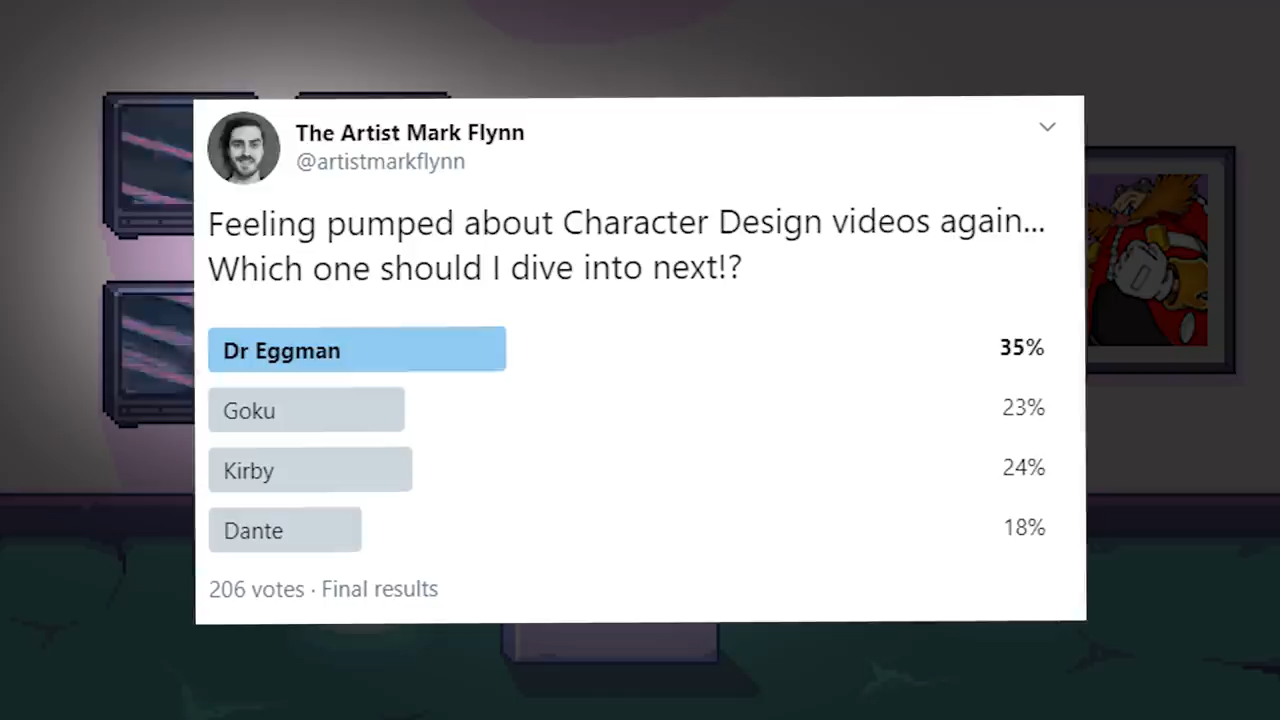 The Artist Mark Flynn
@artistmarkflynn
Feeling pumped about Character Design videos again...
Which one should I dive into next!?
Dr Eggman 35%
Goku 23%
Kirby 24%
Dante 18%
206 votes · Final results